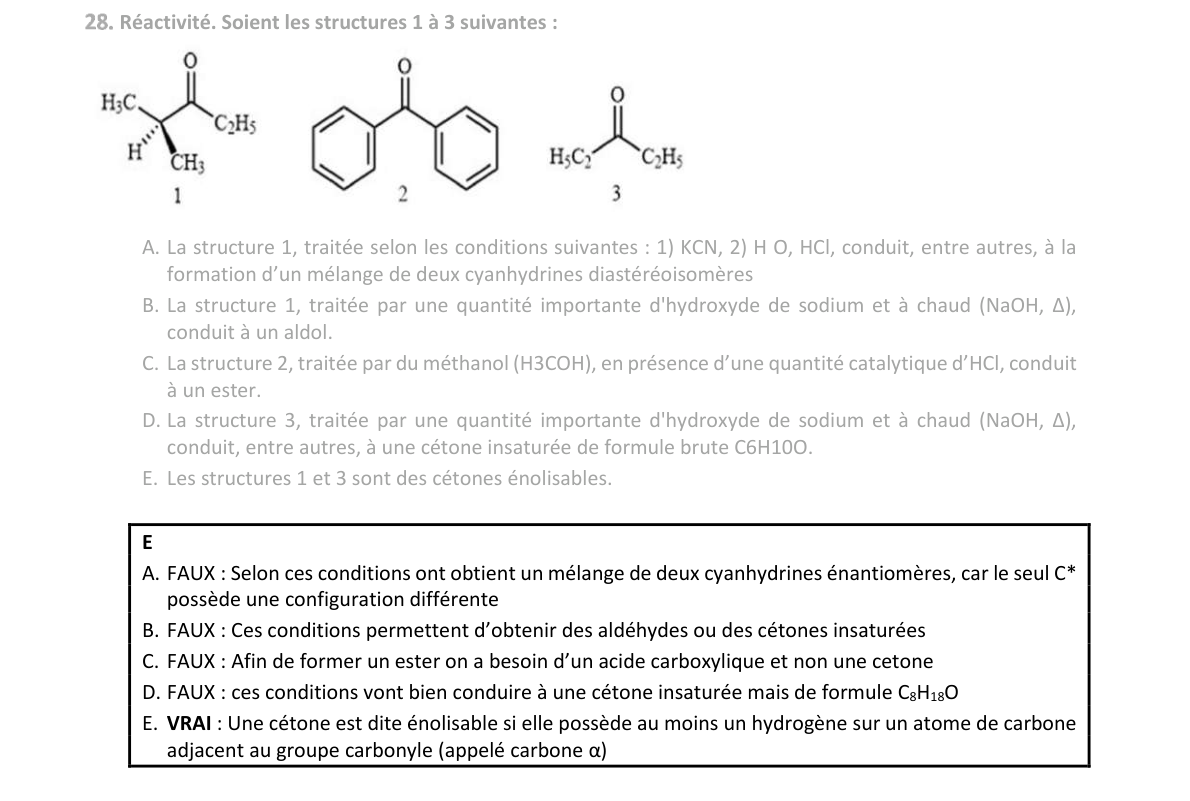 28. Réactivité. Soient les structures 1 à 3 suivantes :
O
H₃C
C₂H₅
H
CH₃
1
O
2
O
H₅C₂
C₂H₅
3
A. La structure 1, traitée selon les conditions suivantes : 1) KCN, 2) H O, HCl, conduit, entre autres, à la
formation d’un mélange de deux cyanhydrines diastéréoisomères
B. La structure 1, traitée par une quantité importante d'hydroxyde de sodium et à chaud (NaOH, Δ),
conduit à un aldol.
C. La structure 2, traitée par du méthanol (H3COH), en présence d’une quantité catalytique d’HCl, conduit
à un ester.
D. La structure 3, traitée par une quantité importante d'hydroxyde de sodium et à chaud (NaOH, Δ),
conduit, entre autres, à une cétone insaturée de formule brute C6H10O.
E. Les structures 1 et 3 sont des cétones énolisables.
E
A. FAUX : Selon ces conditions ont obtient un mélange de deux cyanhydrines énantiomères, car le seul C*
possède une configuration différente
B. FAUX : Ces conditions permettent d’obtenir des aldéhydes ou des cétones insaturées
C. FAUX : Afin de former un ester on a besoin d’un acide carboxylique et non une cetone
D. FAUX : ces conditions vont bien conduire à une cétone insaturée mais de formule C₈H₁₈O
E. VRAI : Une cétone est dite énolisable si elle possède au moins un hydrogène sur un atome de carbone
adjacent au groupe carbonyle (appelé carbone α)